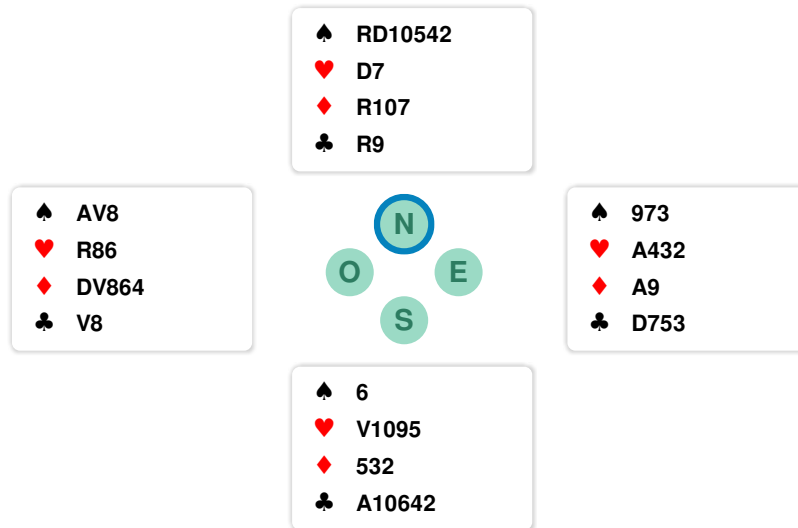 ♠ RD10542
♥ D7
♦ R107
♣ R9
♠ AV8
♥ R86
♦ DV864
♣ V8
N
O E
S
♠ 973
♥ A432
♦ A9
♣ D753
♠ 6
♥ V1095
♦ 532
♣ A10642